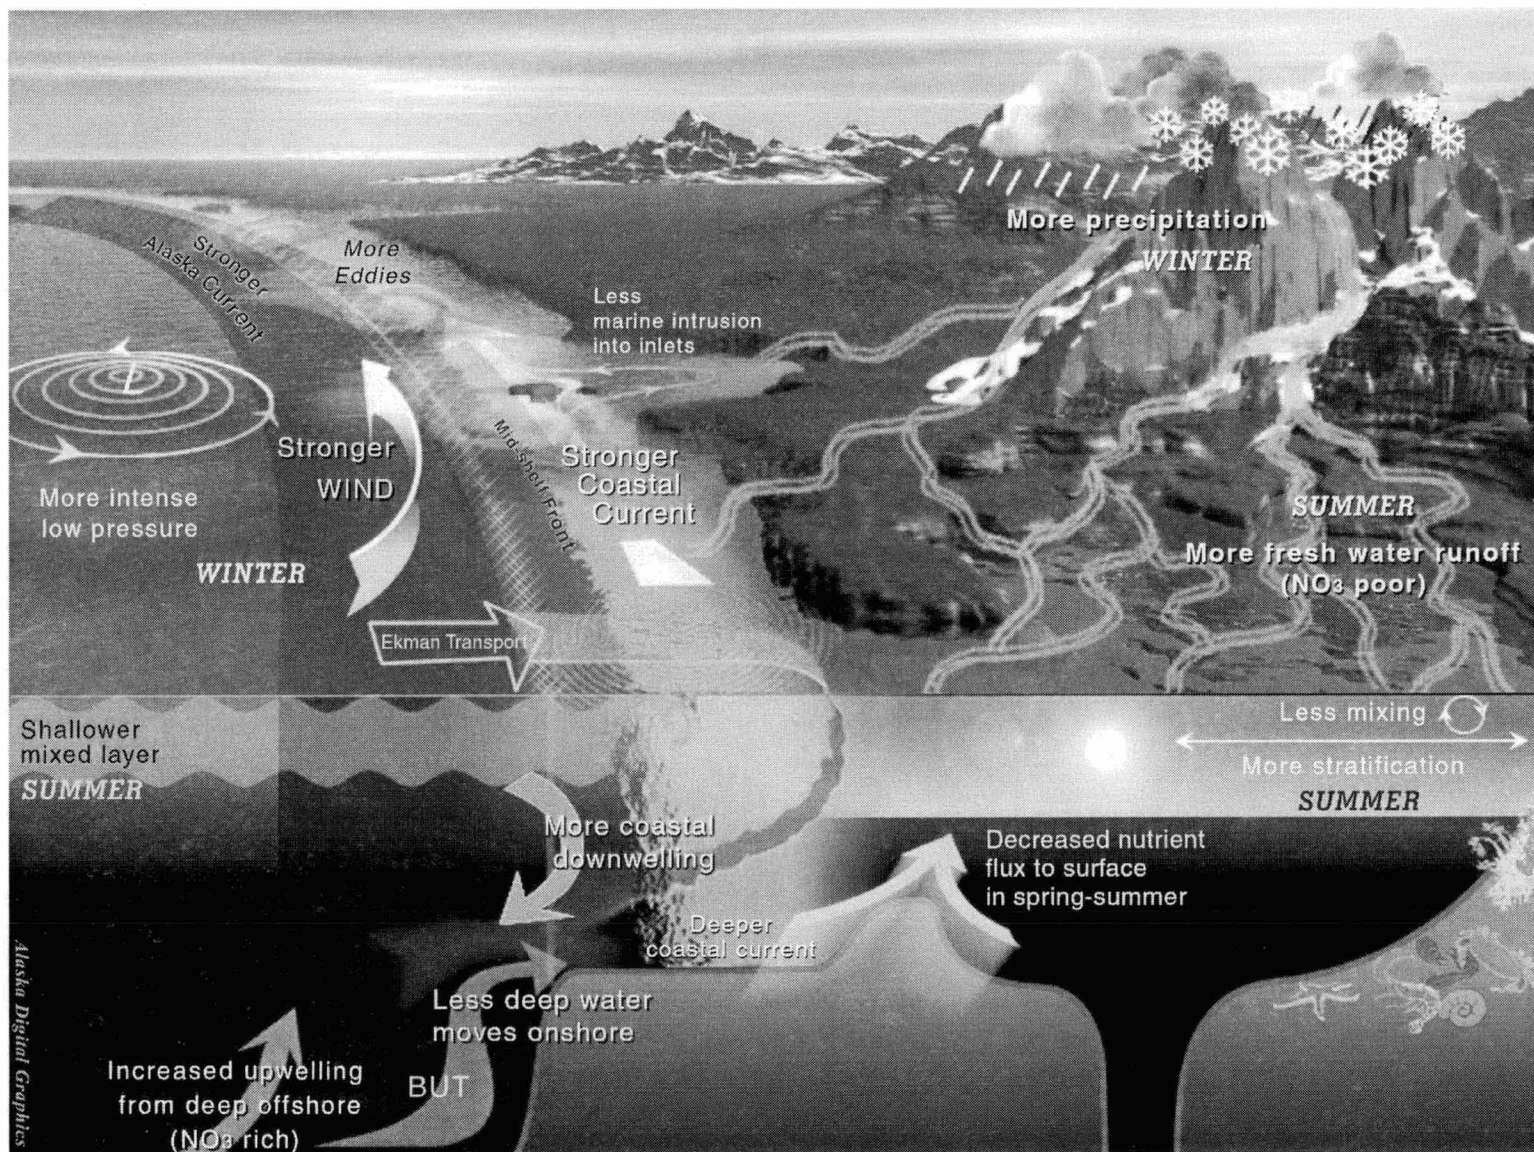 More precipitation
WINTER
Stronger
Alaska Current
More
Eddies
Less
marine intrusion
into inlets
Stronger
WIND
More intense
low pressure
WINTER
Mid-shelf Front
Stronger
Coastal
Current
SUMMER
More fresh water runoff
(NO3 poor)
Ekman Transport
Shallower
mixed layer
SUMMER
Less mixing
More stratification
SUMMER
More coastal
downwelling
Decreased nutrient
flux to surface
in spring-summer
Deeper
coastal current
Less deep water
moves onshore
BUT
Increased upwelling
from deep offshore
(NO3 rich)
Alaska Digital Graphics